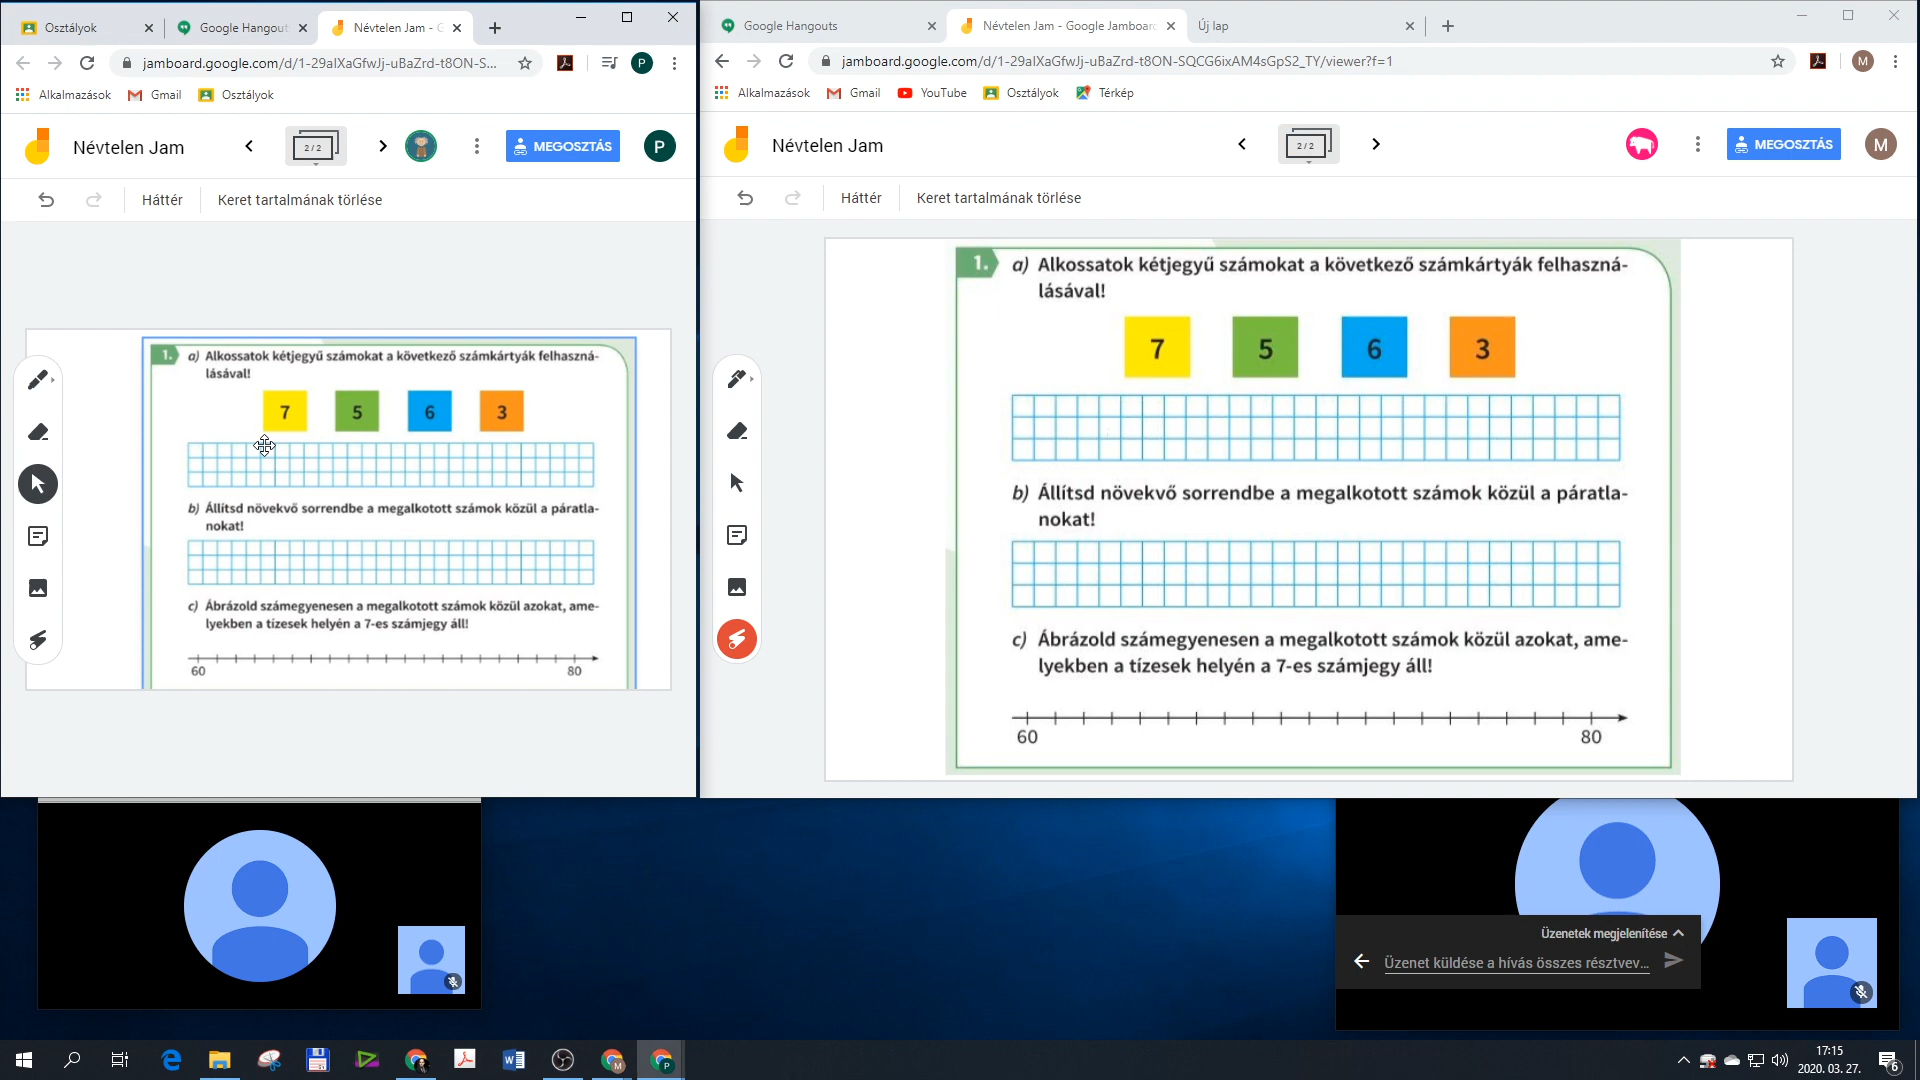 Osztályok
Google Hangout
Névtelen Jam - G
jamboard.google.com/d/1-29aIXaGfwJj-uBaZrd-t8ON-S...
P
Alkalmazások
Gmail
Osztályok
Névtelen Jam
2 / 2
MEGOSZTÁS
P
Háttér
Keret tartalmának törlése
1.
a) Alkossatok kétjegyű számokat a következő számkártyák felhaszná-
lásával!
7 5 6 3
b) Állítsd növekvő sorrendbe a megalkotott számok közül a páratla-
nokat!
c) Ábrázold számegyenesen a megalkotott számok közül azokat, ame-
lyekben a tízesek helyén a 7-es számjegy áll!
60 80
Google Hangouts
Névtelen Jam - Google Jamboard
Új lap
jamboard.google.com/d/1-29aIXaGfwJj-uBaZrd-t8ON-SQCG6ixAM4sGpS2_TY/viewer?f=1
M
Alkalmazások
Gmail
YouTube
Osztályok
Térkép
Névtelen Jam
2 / 2
MEGOSZTÁS
M
Háttér
Keret tartalmának törlése
1.
a) Alkossatok kétjegyű számokat a következő számkártyák felhaszná-
lásával!
7 5 6 3
b) Állítsd növekvő sorrendbe a megalkotott számok közül a páratla-
nokat!
c) Ábrázold számegyenesen a megalkotott számok közül azokat, ame-
lyekben a tízesek helyén a 7-es számjegy áll!
60 80
Üzenetek megjelenítése
Üzenet küldése a hívás összes résztvev...
17:15
2020. 03. 27.
6